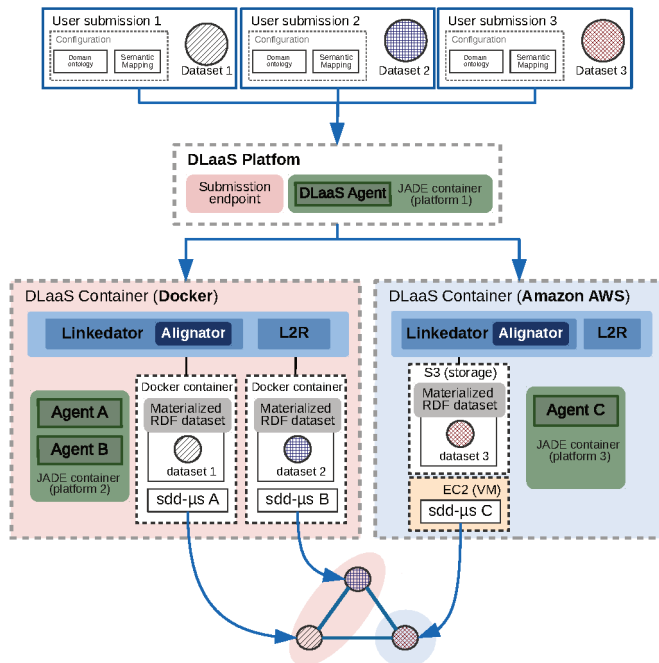 User submission 1
Configuration
Domain
ontology
Semantic
Mapping
Dataset 1
User submission 2
Configuration
Domain
ontology
Semantic
Mapping
Dataset 2
User submission 3
Configuration
Domain
ontology
Semantic
Mapping
Dataset 3
DLaaS Platfom
Submisstion
endpoint
DLaaS Agent
JADE container
(platform 1)
DLaaS Container (Docker)
Linkedator
Alignator
L2R
Agent A
Agent B
JADE container
(platform 2)
Docker container
Materialized
RDF dataset
dataset 1
sdd-µs A
Docker container
Materialized
RDF dataset
dataset 2
sdd-µs B
DLaaS Container (Amazon AWS)
Linkedator
Alignator
L2R
S3 (storage)
Materialized
RDF dataset
dataset 3
EC2 (VM)
sdd-µs C
Agent C
JADE container
(platform 3)